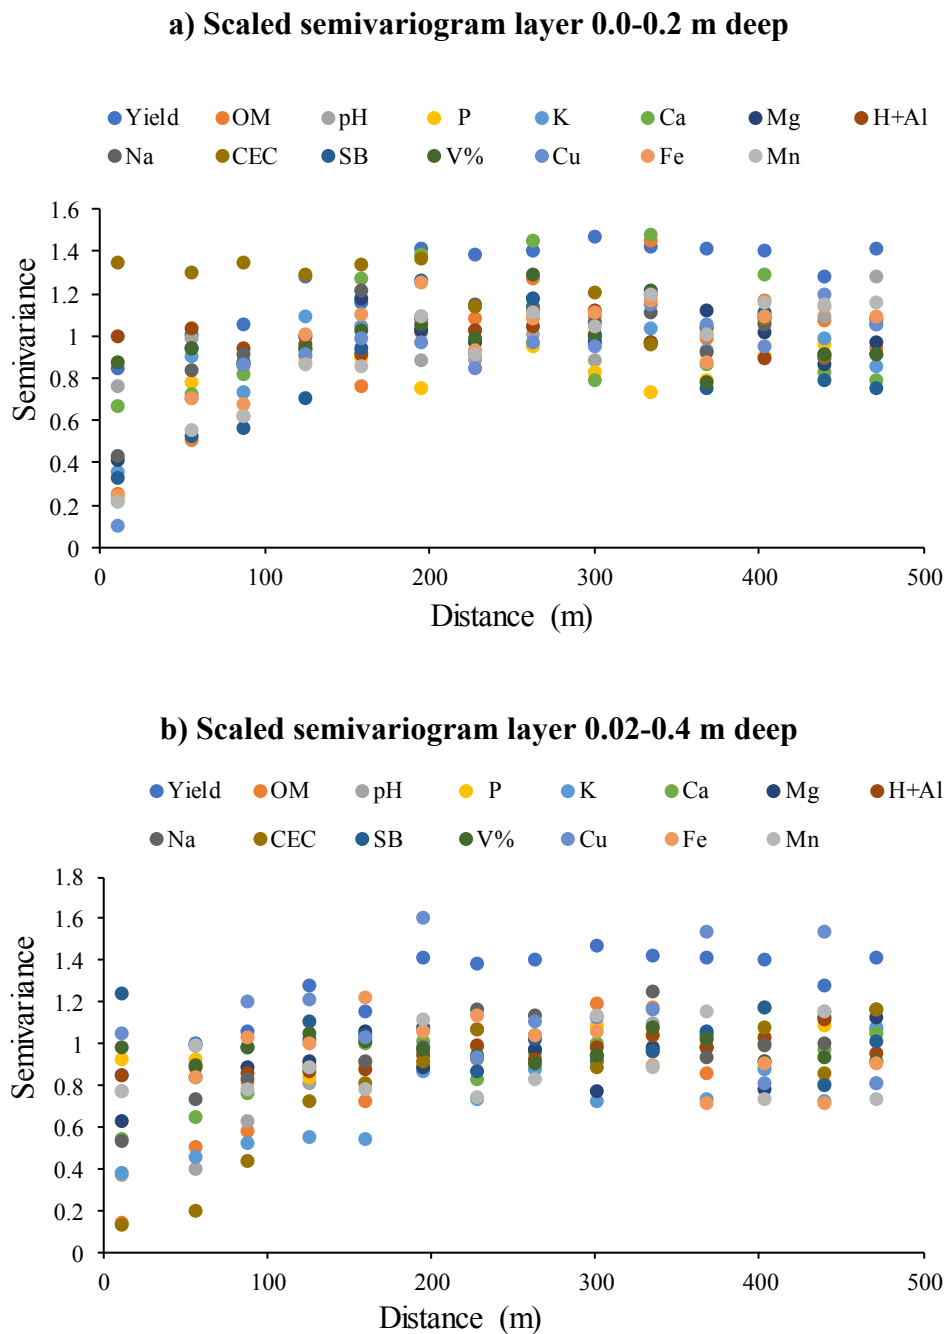 a) Scaled semivariogram layer 0.0-0.2 m deep
Yield OM pH P K Ca Mg H+Al
Na CEC SB V% Cu Fe Mn
1.6
1.4
1.2
1
0.8
0.6
0.4
0.2
0
Semivariance
0 100 200 300 400 500
Distance (m)
b) Scaled semivariogram layer 0.02-0.4 m deep
Yield OM pH P K Ca Mg H+Al
Na CEC SB V% Cu Fe Mn
1.8
1.6
1.4
1.2
1
0.8
0.6
0.4
0.2
0
Semivariance
0 100 200 300 400 500
Distance (m)